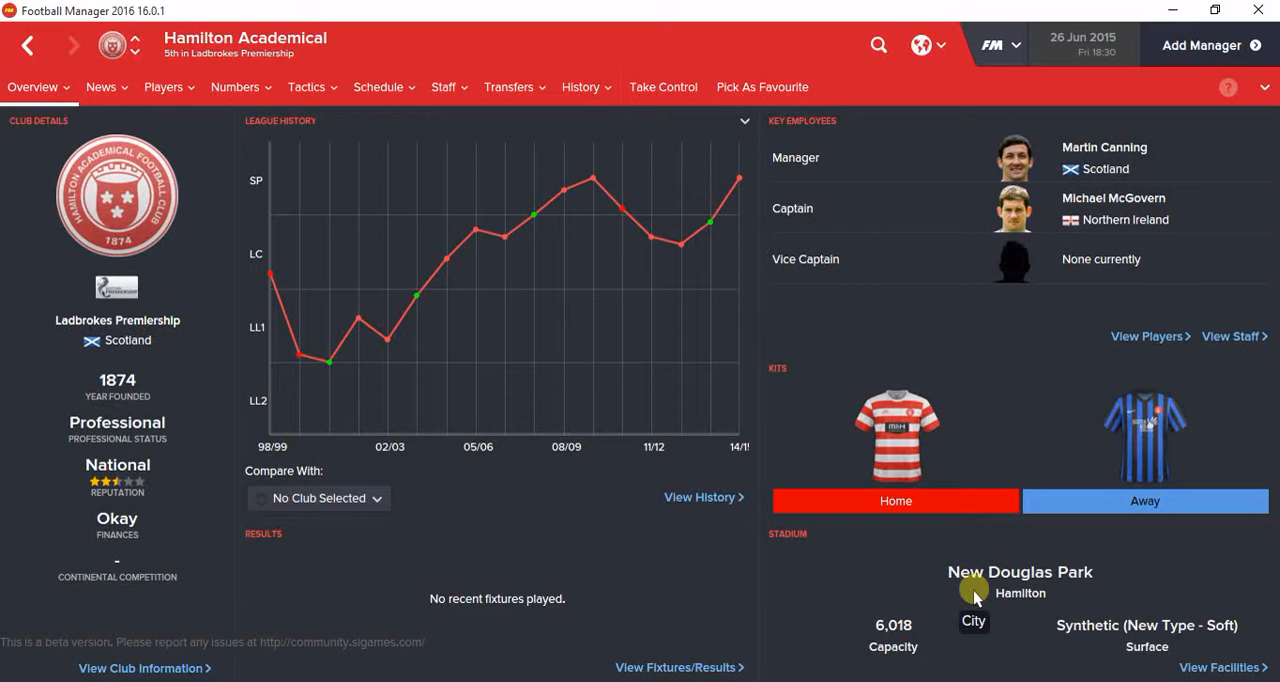 Football Manager 2016 16.0.1
Hamilton Academical
5th in Ladbrokes Premiership
FM
26 Jun 2015
Fri 18:30
Add Manager
Overview
News
Players
Numbers
Tactics
Schedule
Staff
Transfers
History
Take Control
Pick As Favourite
?
CLUB DETAILS
HAMILTON ACADEMICAL FOOTBALL CLUB
1874
Ladbrokes Premiership
Scotland
1874
YEAR FOUNDED
Professional
PROFESSIONAL STATUS
National
REPUTATION
Okay
FINANCES
-
CONTINENTAL COMPETITION
This is a beta version. Please report any issues at http://community.sigames.com/
View Club Information
LEAGUE HISTORY
SP
LC
LL1
LL2
98/99
02/03
05/06
08/09
11/12
14/1
Compare With:
No Club Selected
View History
RESULTS
No recent fixtures played.
View Fixtures/Results
KEY EMPLOYEES
Manager
Martin Canning
Scotland
Captain
Michael McGovern
Northern Ireland
Vice Captain
None currently
View Players
View Staff
KITS
Home
Away
STADIUM
New Douglas Park
Hamilton
City
6,018
Capacity
Synthetic (New Type - Soft)
Surface
View Facilities